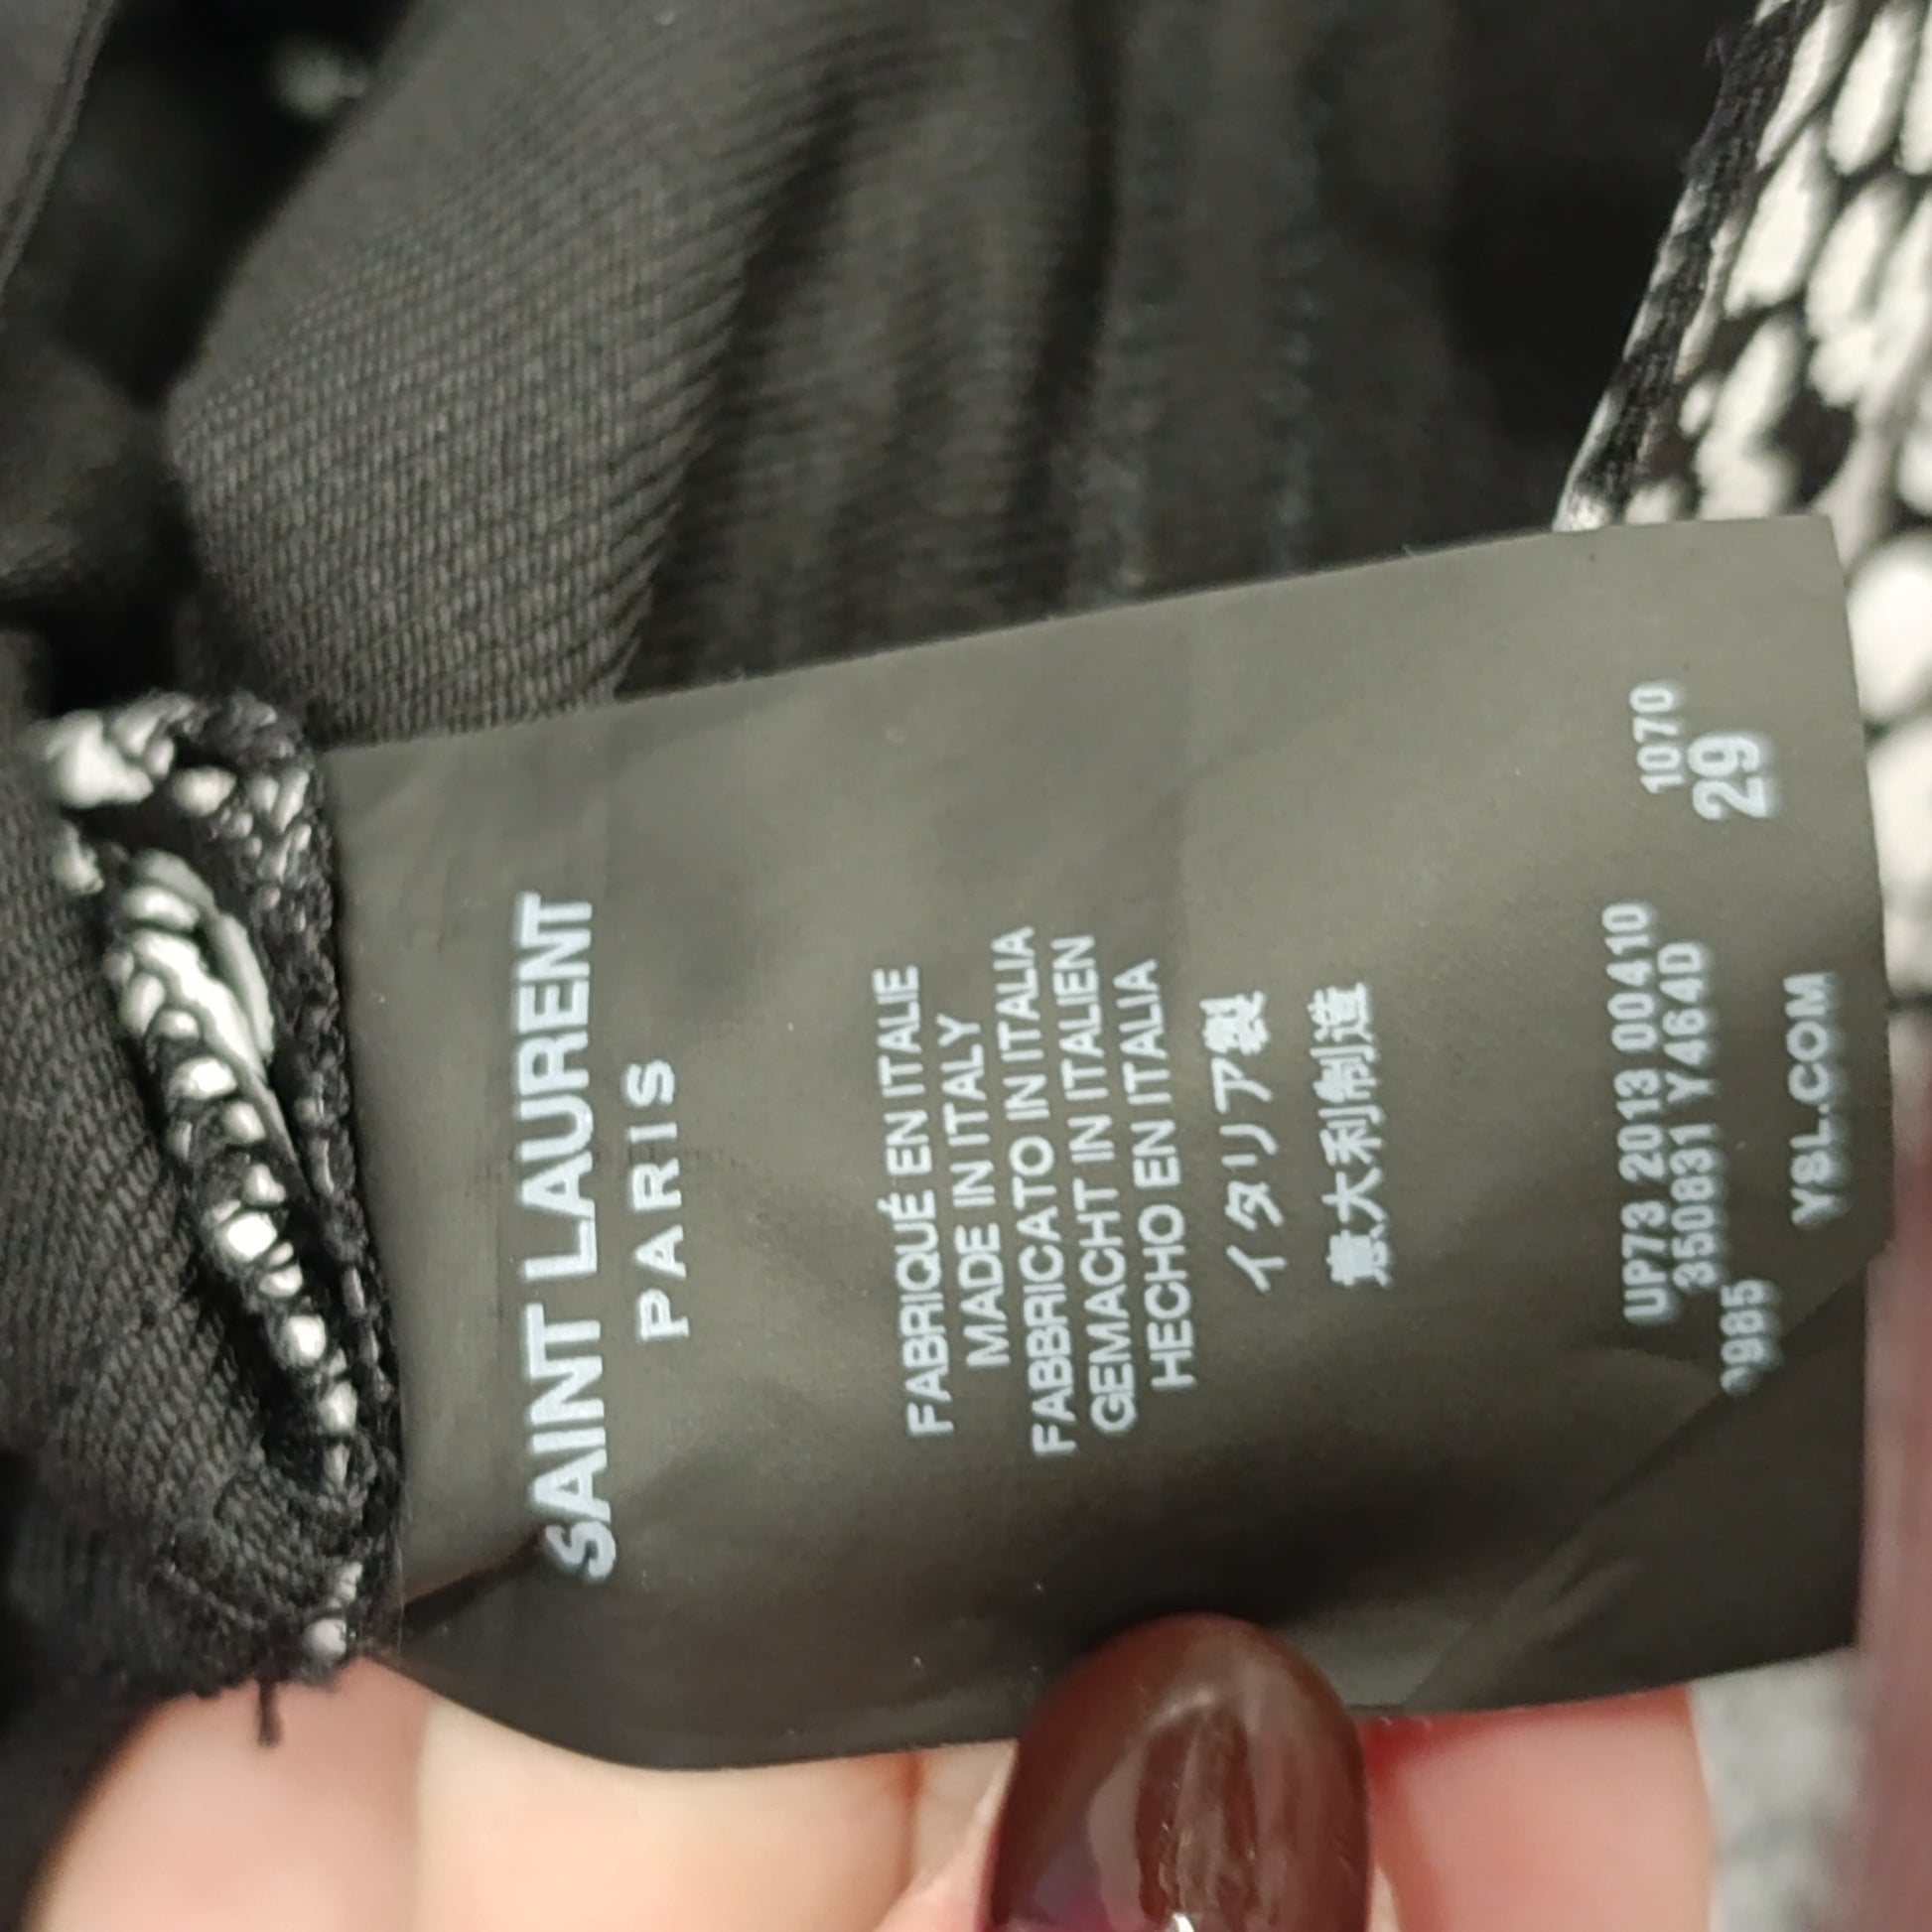 SAINT LAURENT
PARIS
FABRIQUÉ EN ITALIE
MADE IN ITALY
FABBRICATO IN ITALIA
GEMACHT IN ITALIEN
HECHO EN ITALIA
イタリア製
意大利制造
UP73 2013 00410 1070
350831 Y464D 29
YSL.COM